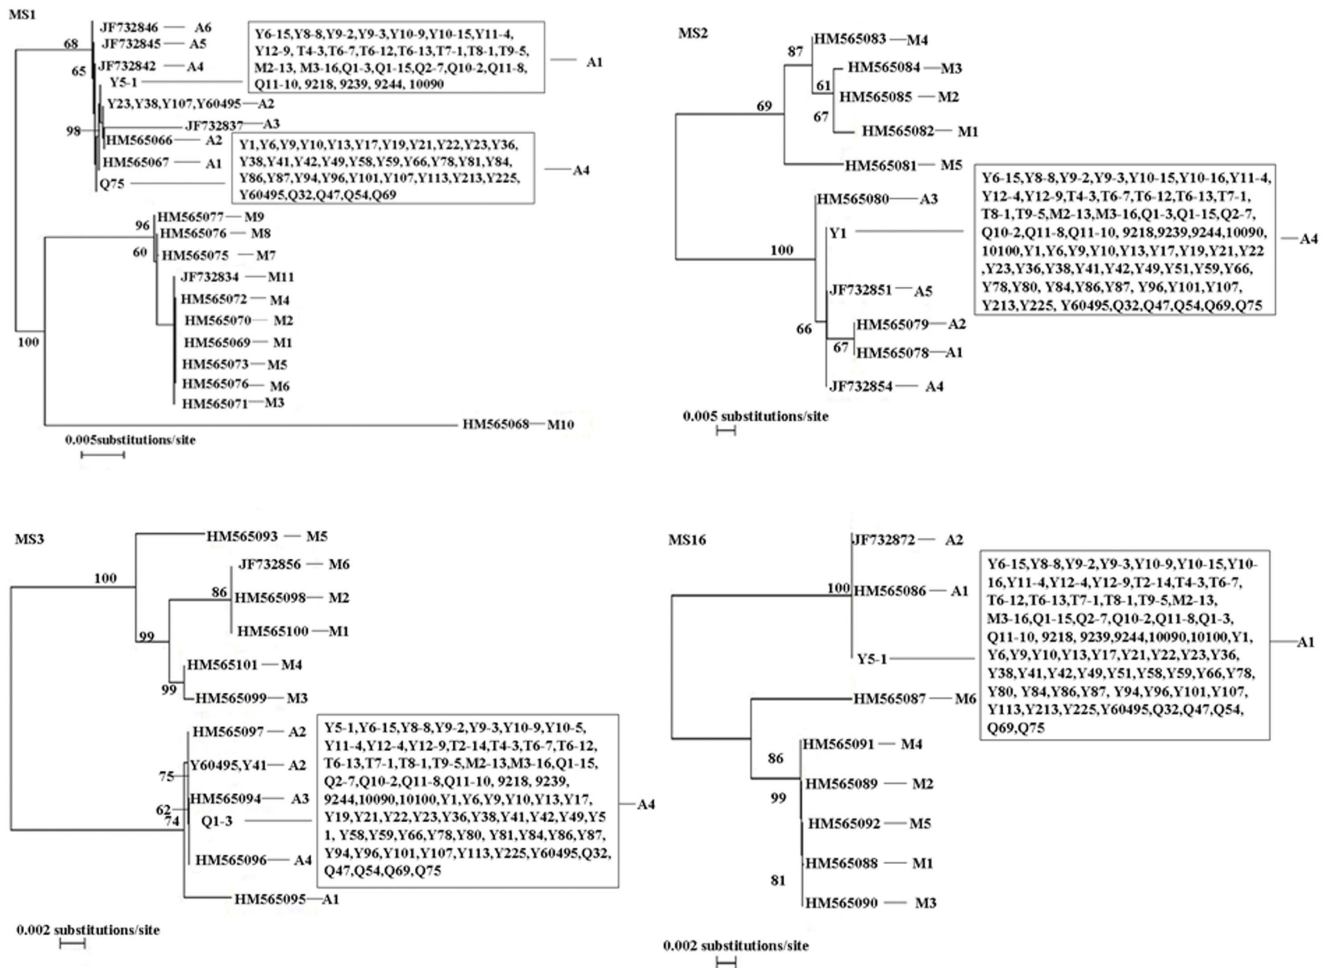 MS1
JF732846 — A6
JF732845 — A5
68
65
JF732842 — A4
Y5-1
Y6-15,Y8-8,Y9-2,Y9-3,Y10-9,Y10-15,Y11-4,
Y12-9, T4-3,T6-7,T6-12,T6-13,T7-1,T8-1,T9-5,
M2-13, M3-16,Q1-3,Q1-15,Q2-7,Q10-2,Q11-8,
Q11-10, 9218, 9239, 9244, 10090
A1
Y23,Y38,Y107,Y60495—A2
JF732837—A3
98
HM565066 — A2
HM565067 — A1
Q75
Y1,Y6,Y9,Y10,Y13,Y17,Y19,Y21,Y22,Y23,Y36,
Y38,Y41,Y42,Y49,Y58,Y59,Y66,Y78,Y81,Y84,
Y86,Y87,Y94,Y96,Y101,Y107,Y113,Y213,Y225,
Y60495,Q32,Q47,Q54,Q69
A4
HM565077— M9
96
HM565076 — M8
60
HM565075 — M7
JF732834 — M11
HM565072 — M4
HM565070 — M2
HM565069 — M1
HM565073— M5
HM565076 — M6
HM565071—M3
100
HM565068—M10
0.005substitutions/site
MS2
HM565083—M4
87
HM565084—M3
61
HM565085 — M2
69
67
HM565082— M1
HM565081— M5
HM565080—A3
Y1
100
JF732851— A5
HM565079—A2
66
67
HM565078—A1
JF732854 — A4
Y6-15,Y8-8,Y9-2,Y9-3,Y10-15,Y10-16,Y11-4,
Y12-4,Y12-9,T4-3,T6-7,T6-12,T6-13,T7-1,
T8-1,T9-5,M2-13,M3-16,Q1-3,Q1-15,Q2-7,
Q10-2,Q11-8,Q11-10, 9218,9239,9244,10090,
10100,Y1,Y6,Y9,Y10,Y13,Y17,Y19,Y21,Y22
,Y23,Y36,Y38,Y41,Y42,Y49,Y51,Y59,Y66,
Y78,Y80, Y84,Y86,Y87, Y96,Y101,Y107,
Y213,Y225, Y60495,Q32,Q47,Q54,Q69,Q75
A4
0.005 substitutions/site
MS3
HM565093 — M5
JF732856 — M6
100
86
HM565098— M2
HM565100 —M1
99
HM565101— M4
99
HM565099— M3
HM565097 — A2
Y60495,Y41 — A2
75
HM565094— A3
62
74
Q1-3
HM565096— A4
HM565095—A1
Y5-1,Y6-15,Y8-8,Y9-2,Y9-3,Y10-9,Y10-5,
Y11-4,Y12-4,Y12-9,T2-14,T4-3,T6-7,T6-12,
T6-13,T7-1,T8-1,T9-5,M2-13,M3-16,Q1-15,
Q2-7,Q10-2,Q11-8,Q11-10, 9218, 9239,
9244,10090,10100,Y1,Y6,Y9,Y10,Y13,Y17,
Y19,Y21,Y22,Y23,Y36,Y38,Y41,Y42,Y49,Y5
1, Y58,Y59,Y66,Y78,Y80, Y81,Y84,Y86,Y87,
Y94,Y96,Y101,Y107,Y113,Y225,Y60495,Q32,
Q47,Q54,Q69,Q75
A4
0.002 substitutions/site
MS16
JF732872— A2
100
HM565086 — A1
Y5-1
HM565087 — M6
HM565091— M4
86
HM565089 — M2
99
HM565092 — M5
HM565088 — M1
81
HM565090 — M3
Y6-15,Y8-8,Y9-2,Y9-3,Y10-9,Y10-15,Y10-
16,Y11-4,Y12-4,Y12-9,T2-14,T4-3,T6-7,
T6-12,T6-13,T7-1,T8-1,T9-5,M2-13,
M3-16,Q1-15,Q2-7,Q10-2,Q11-8,Q1-3,
Q11-10, 9218, 9239,9244,10090,10100,Y1,
Y6,Y9,Y10,Y13,Y17,Y21,Y22,Y23,Y36,
Y38,Y41,Y42,Y49,Y51,Y58,Y59,Y66,Y78,
Y80, Y84,Y86,Y87, Y94,Y96,Y101,Y107,
Y113,Y213,Y225,Y60495,Q32,Q47,Q54,
Q69,Q75
A1
0.002 substitutions/site